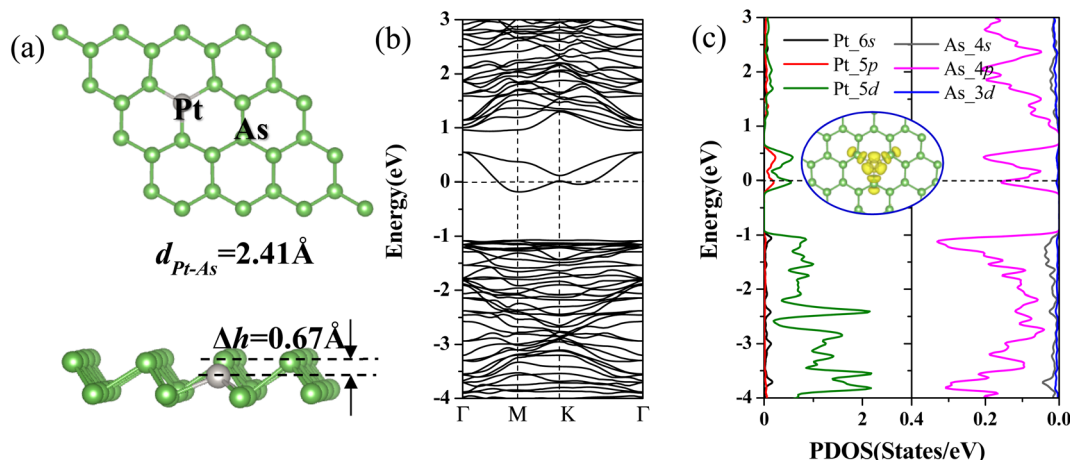 (a)
Pt
As
d_{Pt-As}=2.41Å
Δh=0.67Å
(b)
Energy(eV)
3
2
1
0
-1
-2
-3
-4
Γ
M
K
Γ
(c)
Energy(eV)
3
2
1
0
-1
-2
-3
-4
Pt_6s
Pt_5p
Pt_5d
As_4s
As_4p
As_3d
0
2
0.4
0.2
0.0
PDOS(States/eV)